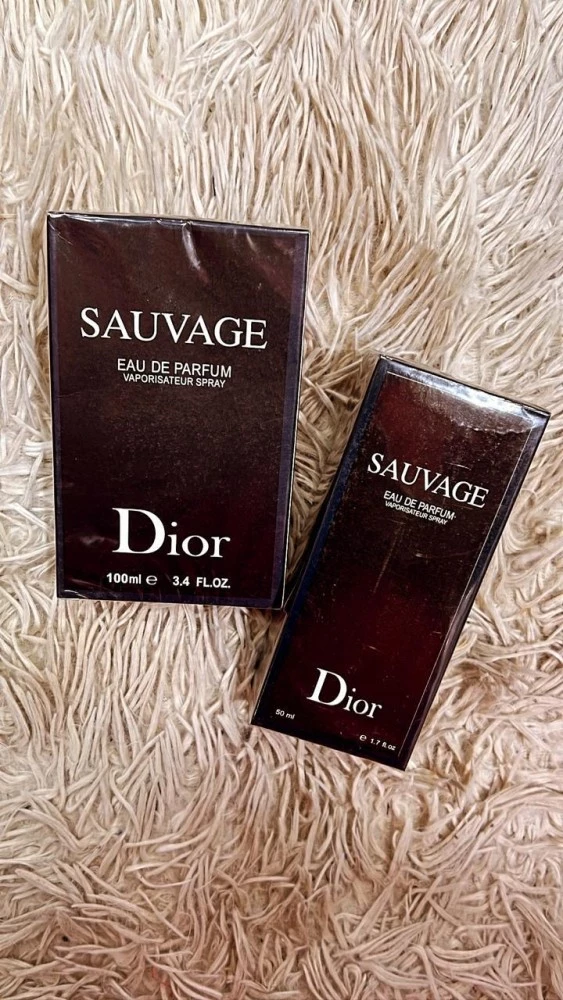 SAUVAGE
EAU DE PARFUM
VAPORISATEUR SPRAY
Dior
100ml e 3.4 FL.OZ.
SAUVAGE
EAU DE PARFUM
VAPORISATEUR SPRAY
Dior
50 ml
e 1.7 fl.oz